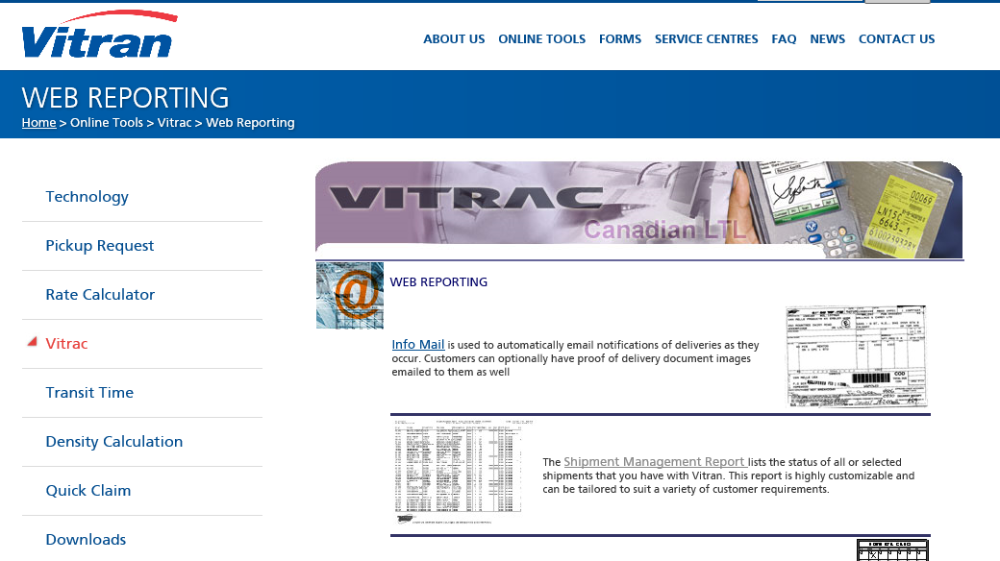 Vitran
ABOUT US ONLINE TOOLS FORMS SERVICE CENTRES FAQ NEWS CONTACT US
WEB REPORTING
Home > Online Tools > Vitrac > Web Reporting
Technology
Pickup Request
Rate Calculator
Vitrac
Transit Time
Density Calculation
Quick Claim
Downloads
VITRAC
Canadian LTL
00069
LN15C
6643-1
@
WEB REPORTING
Info Mail is used to automatically email notifications of deliveries as they
occur. Customers can optionally have proof of delivery document images
emailed to them as well
COD
The Shipment Management Report lists the status of all or selected
shipments that you have with Vitran. This report is highly customizable and
can be tailored to suit a variety of customer requirements.